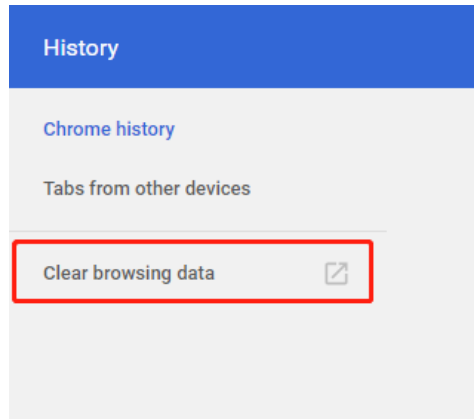 History
Chrome history
Tabs from other devices
Clear browsing data